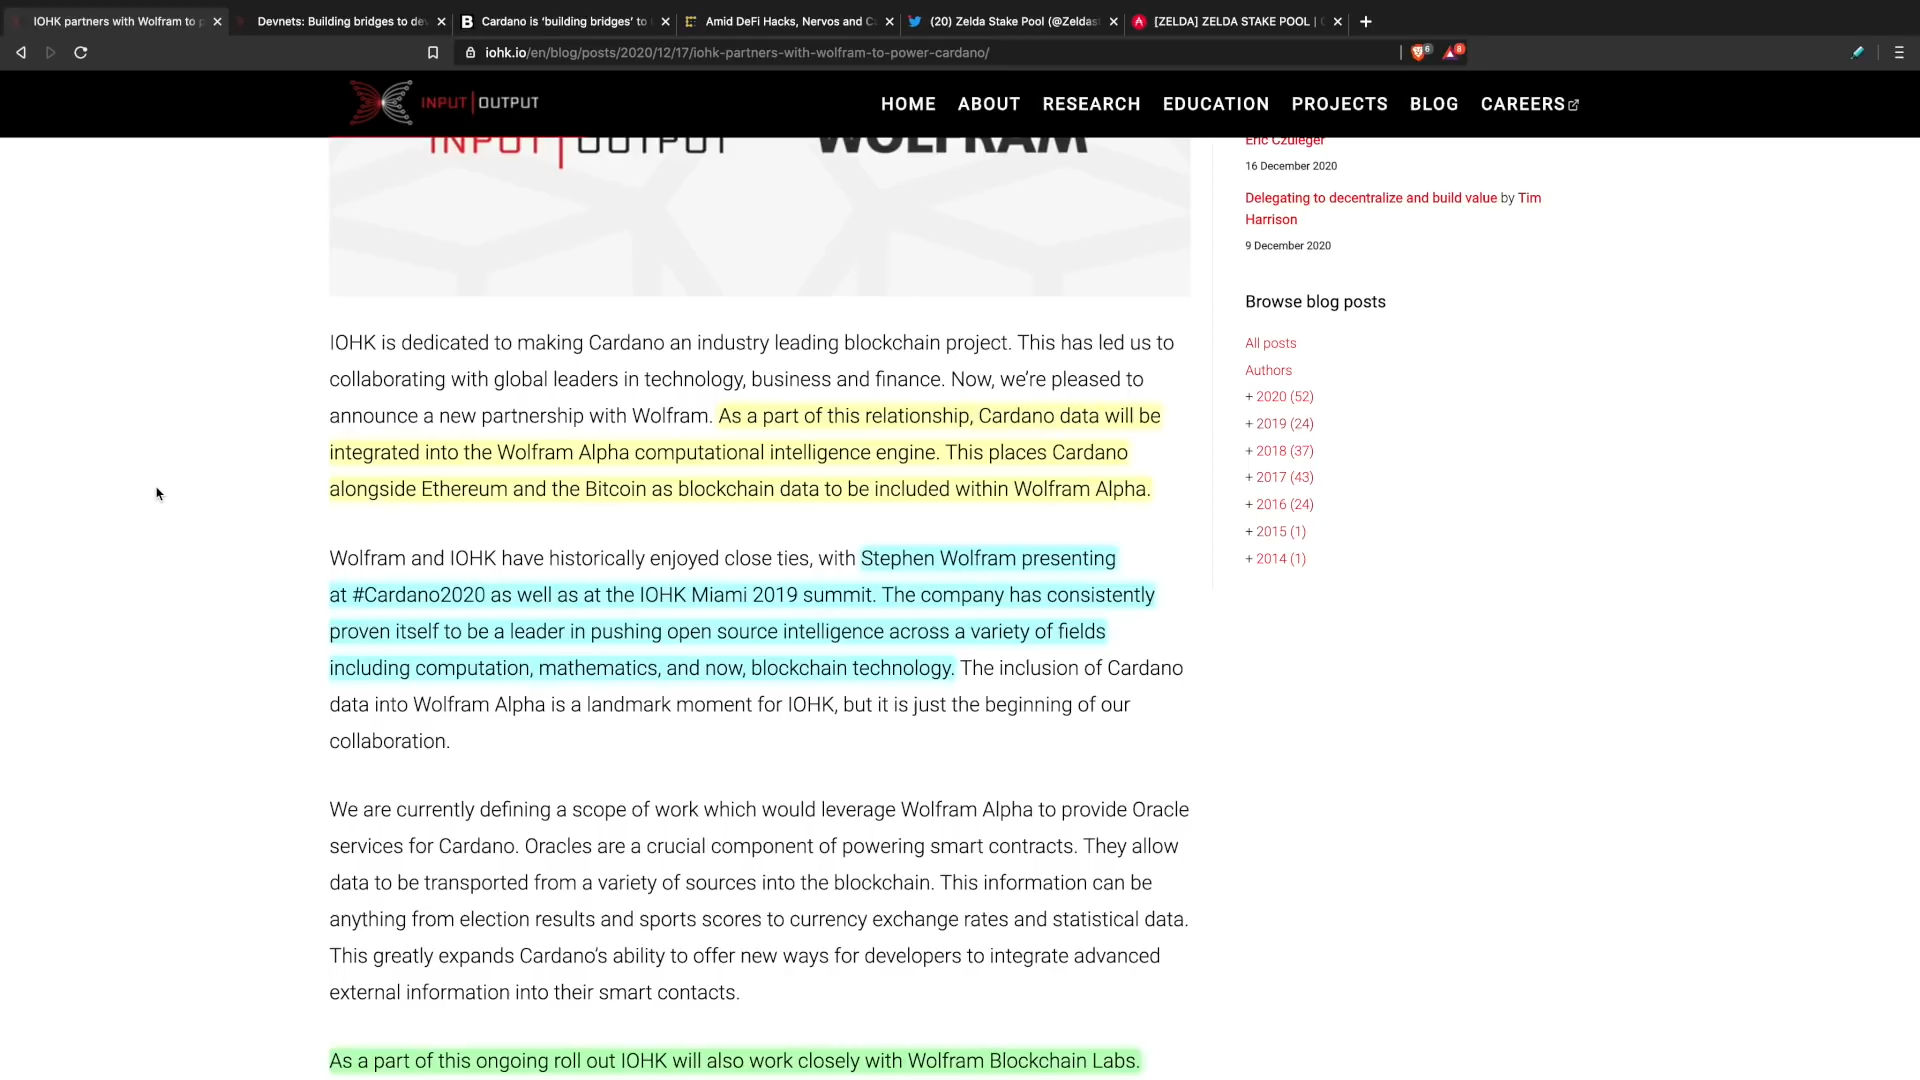 IOHK partners with Wolfram to p
Devnets: Building bridges to dev
Cardano is ‘building bridges’ to
Amid DeFi Hacks, Nervos and C
(20) Zelda Stake Pool (@Zeldas
[ZELDA] ZELDA STAKE POOL |
iohk.io/en/blog/posts/2020/12/17/iohk-partners-with-wolfram-to-power-cardano/
6
8
INPUT OUTPUT
HOME ABOUT RESEARCH EDUCATION PROJECTS BLOG CAREERS
INPUT OUTPUT WOLFRAM
IOHK is dedicated to making Cardano an industry leading blockchain project. This has led us to
collaborating with global leaders in technology, business and finance. Now, we’re pleased to
announce a new partnership with Wolfram. As a part of this relationship, Cardano data will be
integrated into the Wolfram Alpha computational intelligence engine. This places Cardano
alongside Ethereum and the Bitcoin as blockchain data to be included within Wolfram Alpha.
Wolfram and IOHK have historically enjoyed close ties, with Stephen Wolfram presenting
at #Cardano2020 as well as at the IOHK Miami 2019 summit. The company has consistently
proven itself to be a leader in pushing open source intelligence across a variety of fields
including computation, mathematics, and now, blockchain technology. The inclusion of Cardano
data into Wolfram Alpha is a landmark moment for IOHK, but it is just the beginning of our
collaboration.
We are currently defining a scope of work which would leverage Wolfram Alpha to provide Oracle
services for Cardano. Oracles are a crucial component of powering smart contracts. They allow
data to be transported from a variety of sources into the blockchain. This information can be
anything from election results and sports scores to currency exchange rates and statistical data.
This greatly expands Cardano’s ability to offer new ways for developers to integrate advanced
external information into their smart contacts.
As a part of this ongoing roll out IOHK will also work closely with Wolfram Blockchain Labs.
Eric Czuleger
16 December 2020
Delegating to decentralize and build value by Tim
Harrison
9 December 2020
Browse blog posts
All posts
Authors
+ 2020 (52)
+ 2019 (24)
+ 2018 (37)
+ 2017 (43)
+ 2016 (24)
+ 2015 (1)
+ 2014 (1)